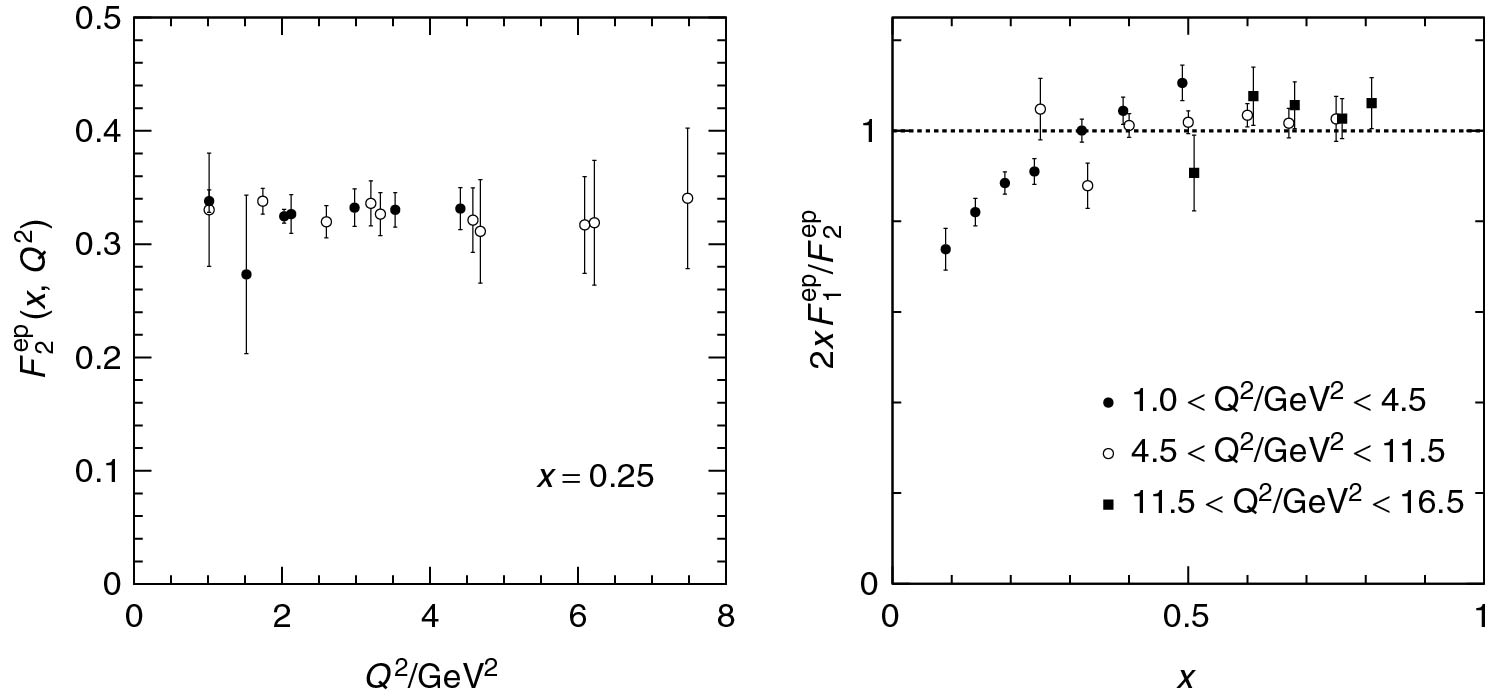 0.5
0.4
0.3
0.2
0.1
0
F₂ᵉᵖ(x, Q²)
x = 0.25
0 2 4 6 8
Q²/GeV²
1
0
2xF₁ᵉᵖ/F₂ᵉᵖ
1.0 < Q²/GeV² < 4.5
4.5 < Q²/GeV² < 11.5
11.5 < Q²/GeV² < 16.5
0 0.5 1
x